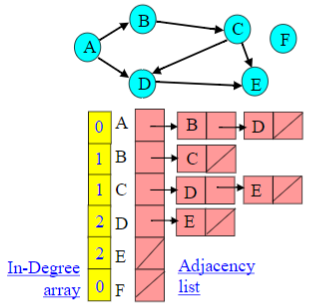 B
C
F
A
D
E
0 A B D
1 B C
1 C D E
2 D E
2 E
0 F
In-Degree
array
Adjacency
list